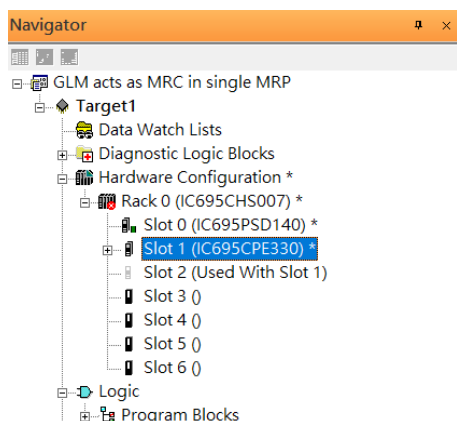 Navigator
GLM acts as MRC in single MRP
Target1
Data Watch Lists
Diagnostic Logic Blocks
Hardware Configuration *
Rack 0 (IC695CHS007) *
Slot 0 (IC695PSD140) *
Slot 1 (IC695CPE330) *
Slot 2 (Used With Slot 1)
Slot 3 ()
Slot 4 ()
Slot 5 ()
Slot 6 ()
Logic
Program Blocks